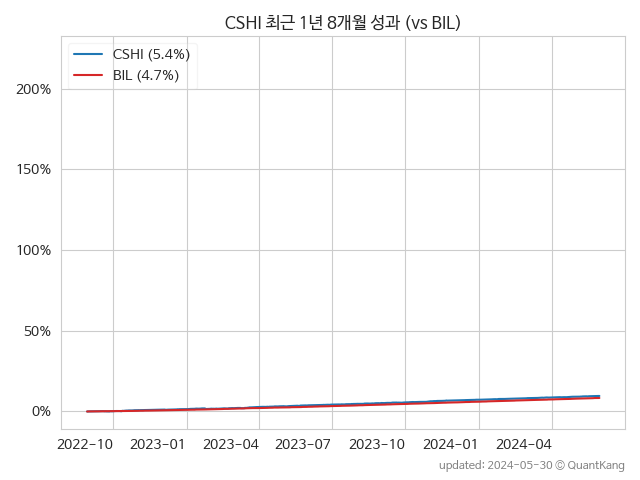 CSHI 최근 1년 8개월 성과 (vs BIL)
CSHI (5.4%)
BIL (4.7%)
200%
150%
100%
50%
0%
2022-10 2023-01 2023-04 2023-07 2023-10 2024-01 2024-04
updated: 2024-05-30 © QuantKang